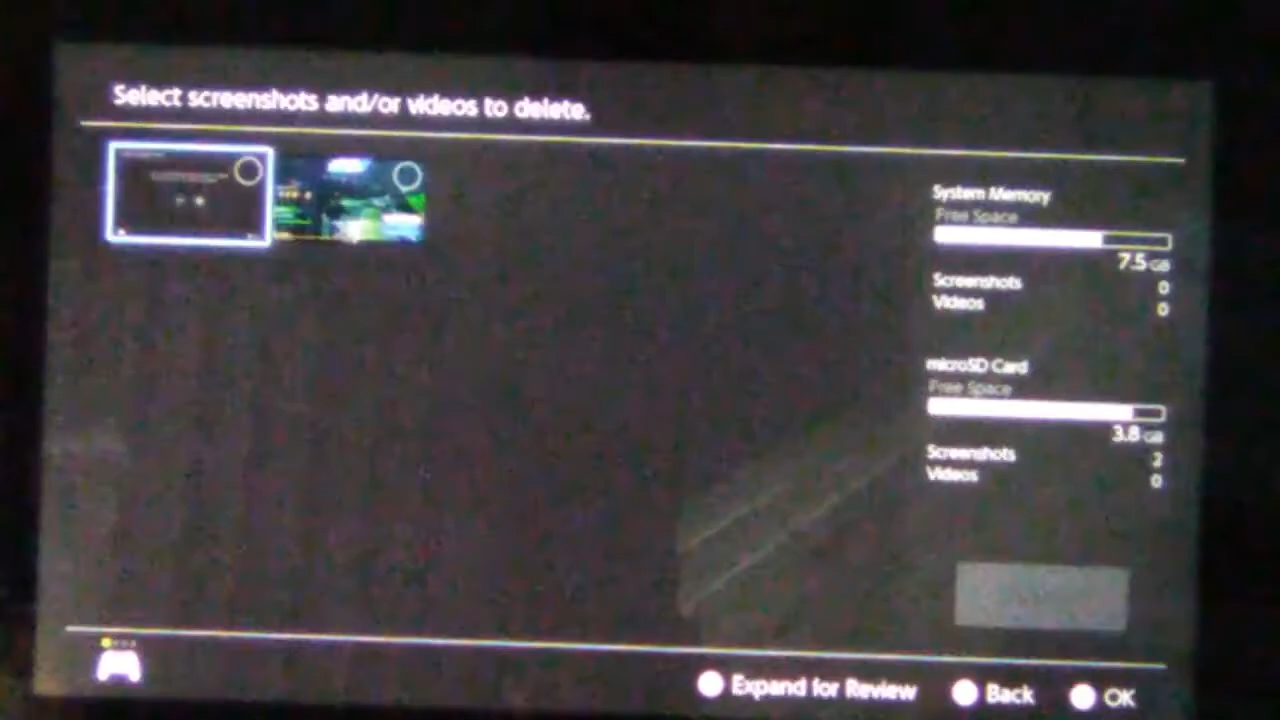 Select screenshots and/or videos to delete.
System Memory
Free Space
7.5 GB
Screenshots 0
Videos 0
microSD Card
Free Space
3.8 GB
Screenshots 2
Videos 0
Expand for Review Back OK